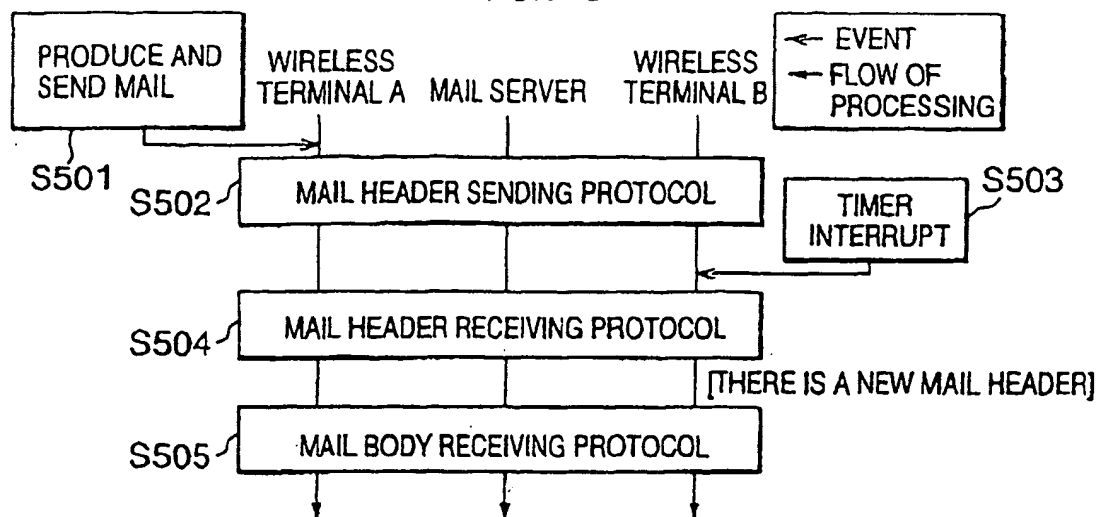 PRODUCE AND
SEND MAIL
WIRELESS
TERMINAL A
MAIL SERVER
WIRELESS
TERMINAL B
EVENT
FLOW OF
PROCESSING
S501
S502
MAIL HEADER SENDING PROTOCOL
S503
TIMER
INTERRUPT
S504
MAIL HEADER RECEIVING PROTOCOL
[THERE IS A NEW MAIL HEADER]
S505
MAIL BODY RECEIVING PROTOCOL